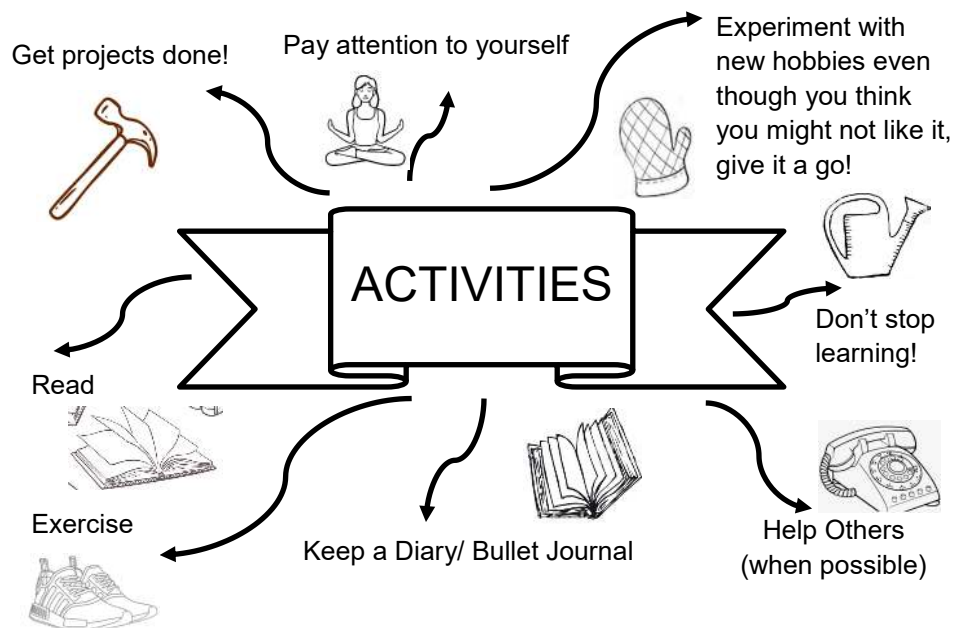 Get projects done!
Pay attention to yourself
Experiment with
new hobbies even
though you think
you might not like it,
give it a go!
ACTIVITIES
Don’t stop
learning!
Read
Exercise
Keep a Diary/ Bullet Journal
Help Others
(when possible)